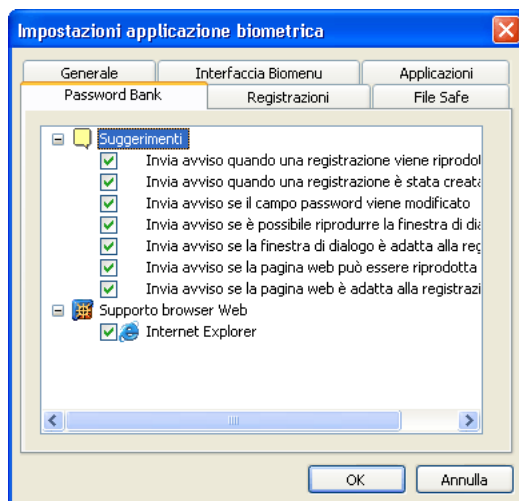 Impostazioni applicazione biometrica
Generale Interfaccia Biomenu Applicazioni
Password Bank Registrazioni File Safe
Suggerimenti
Invia avviso quando una registrazione viene riprodot
Invia avviso quando una registrazione è stata creata
Invia avviso se il campo password viene modificato
Invia avviso se è possibile riprodurre la finestra di
Invia avviso se la finestra di dialogo è adatta alla reg
Invia avviso se la pagina web può essere riprodotta
Invia avviso se la pagina web è adatta alla registrazi
Supporto browser Web
Internet Explorer
OK Annulla